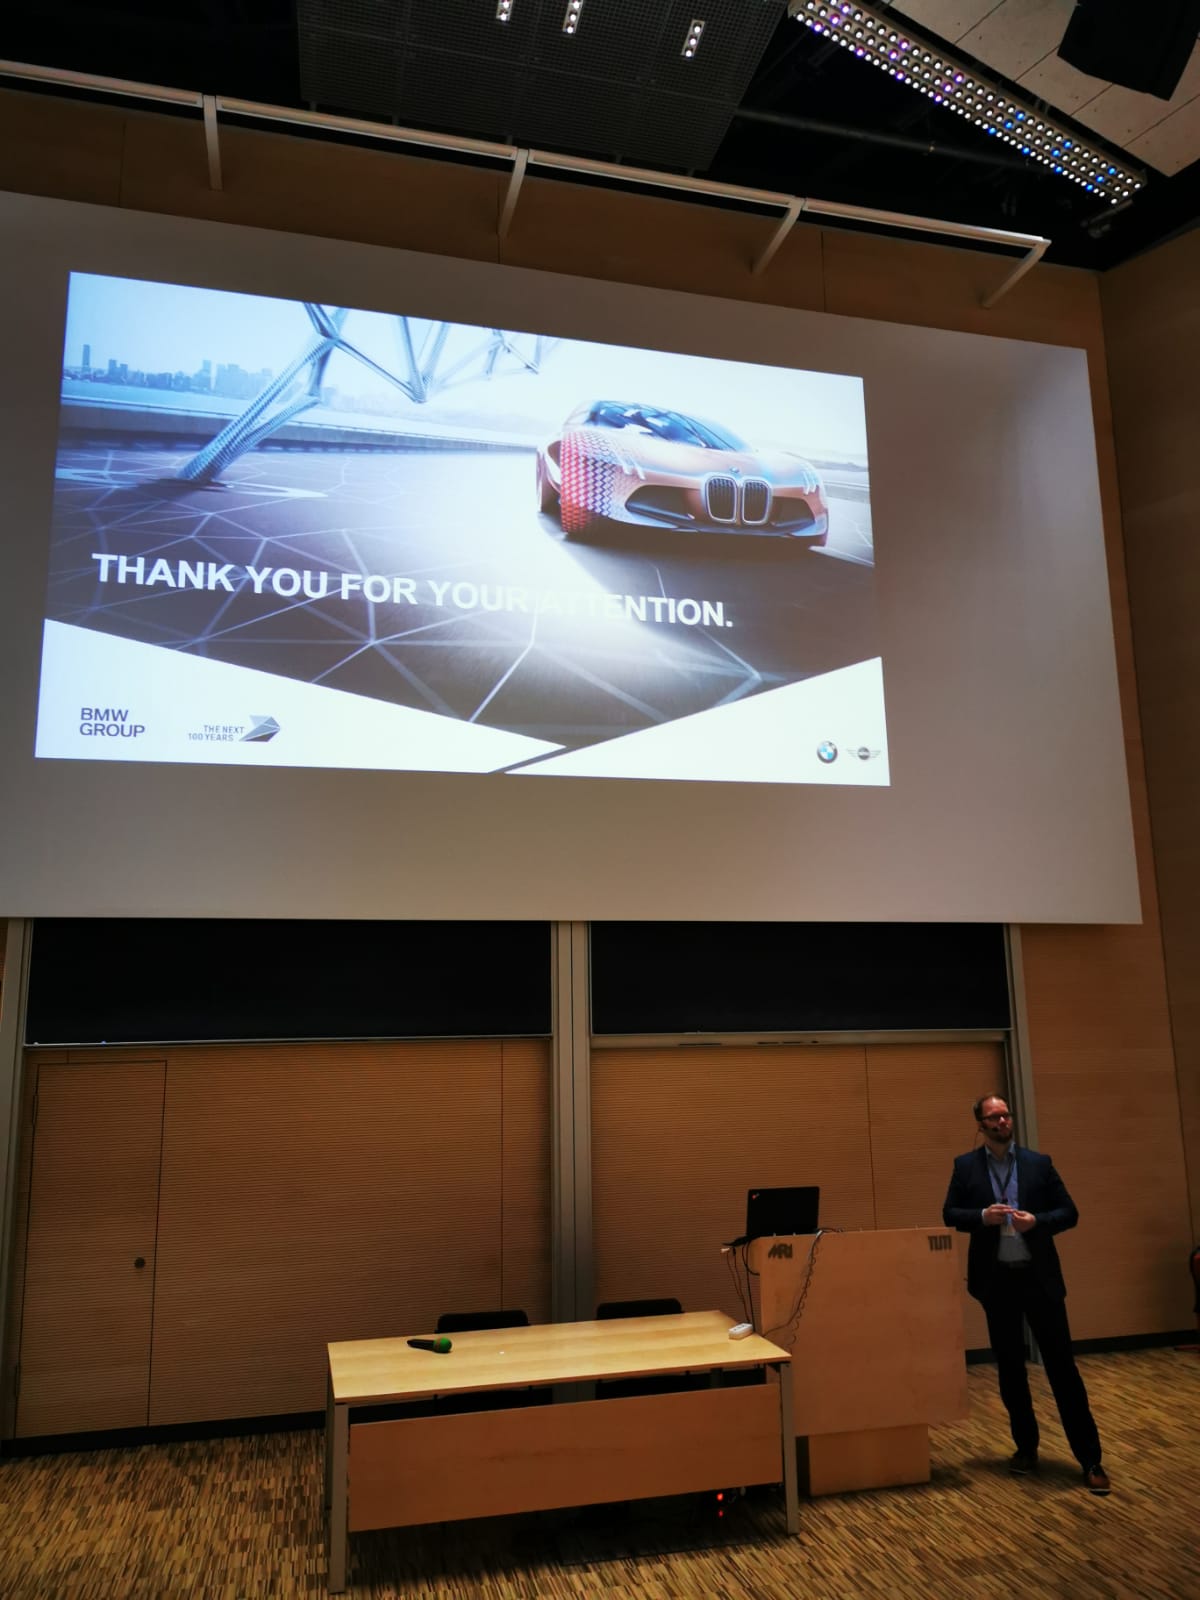 THANK YOU FOR YOUR ATTENTION.
BMW
GROUP
THE NEXT
100 YEARS
MRI
TUM